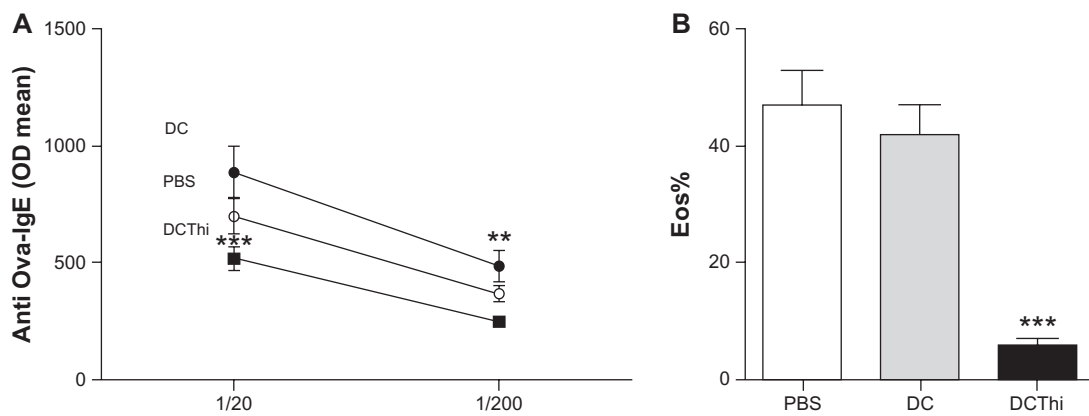 A
Anti Ova-IgE (OD mean)
1500
1000
500
0
DC
PBS
DCThi
***
**
1/20
1/200
B
Eos%
60
40
20
0
***
PBS
DC
DCThi